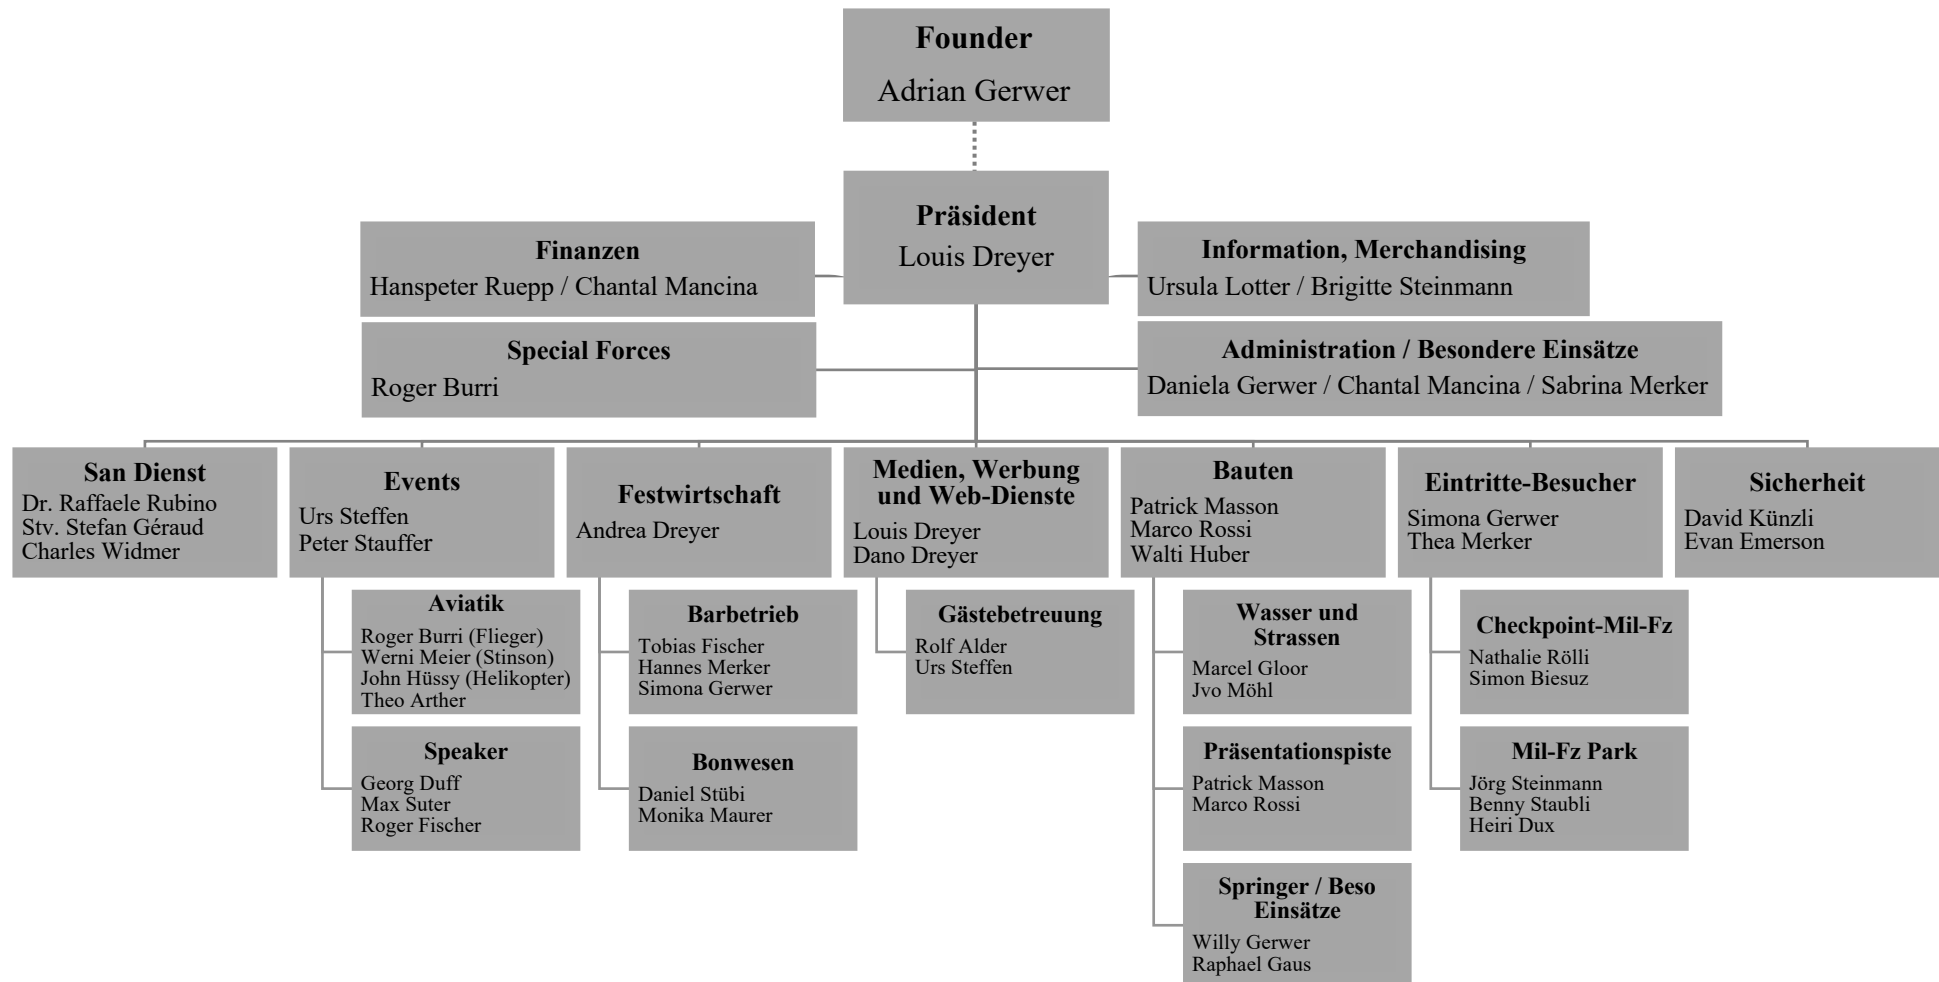 Founder
Adrian Gerwer
Präsident
Louis Dreyer
Finanzen
Hanspeter Ruepp / Chantal Mancina
Information, Merchandising
Ursula Lotter / Brigitte Steinmann
Special Forces
Roger Burri
Administration / Besondere Einsätze
Daniela Gerwer / Chantal Mancina / Sabrina Merker
San Dienst
Dr. Raffaele Rubino
Stv. Stefan Géraud
Charles Widmer
Events
Urs Steffen
Peter Stauffer
Aviatik
Roger Burri (Flieger)
Werni Meier (Stinson)
John Hüssy (Helikopter)
Theo Arther
Speaker
Georg Duff
Max Suter
Roger Fischer
Festwirtschaft
Andrea Dreyer
Barbetrieb
Tobias Fischer
Hannes Merker
Simona Gerwer
Bonwesen
Daniel Stübi
Monika Maurer
Medien, Werbung
und Web-Dienste
Louis Dreyer
Dano Dreyer
Gästebetreuung
Rolf Alder
Urs Steffen
Bauten
Patrick Masson
Marco Rossi
Walti Huber
Wasser und
Strassen
Marcel Gloor
Jvo Möhl
Präsentationspiste
Patrick Masson
Marco Rossi
Springer / Beso
Einsätze
Willy Gerwer
Raphael Gaus
Eintritte-Besucher
Simona Gerwer
Thea Merker
Checkpoint-Mil-Fz
Nathalie Rölli
Simon Biesuz
Mil-Fz Park
Jörg Steinmann
Benny Staubli
Heiri Dux
Sicherheit
David Künzli
Evan Emerson